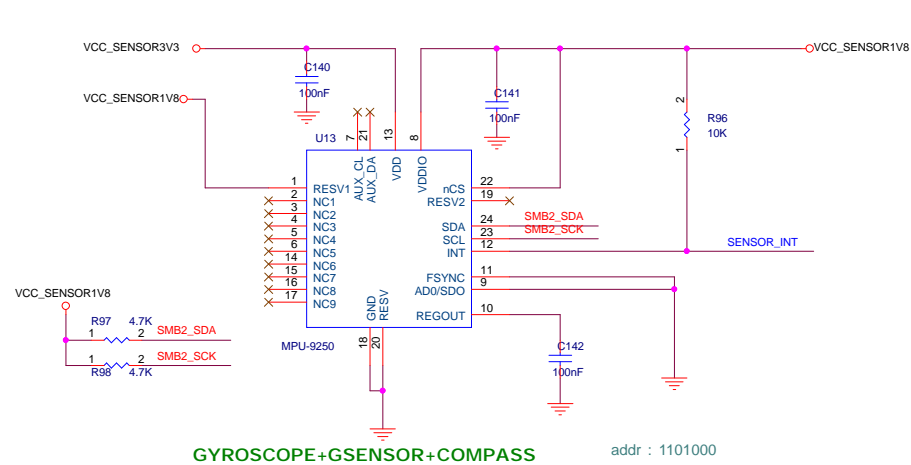 VCC_SENSOR3V3
VCC_SENSOR1V8
VCC_SENSOR1V8
C140
100nF
C141
100nF
2
R96
10K
1
U13
7
21
13
8
AUX_CL
AUX_DA
VDD
VDDIO
1 RESV1
2 NC1
3 NC2
4 NC3
5 NC4
6 NC5
14 NC6
15 NC7
16 NC8
17 NC9
nCS 22
RESV2 19
SDA 24 SMB2_SDA
SCL 23 SMB2_SCK
INT 12 SENSOR_INT
FSYNC 11
AD0/SDO 9
REGOUT 10
GND
RESV
18
20
MPU-9250
C142
100nF
VCC_SENSOR1V8
R97 4.7K
1 2 SMB2_SDA
1 2 SMB2_SCK
R98 4.7K
GYROSCOPE+GSENSOR+COMPASS
addr : 1101000